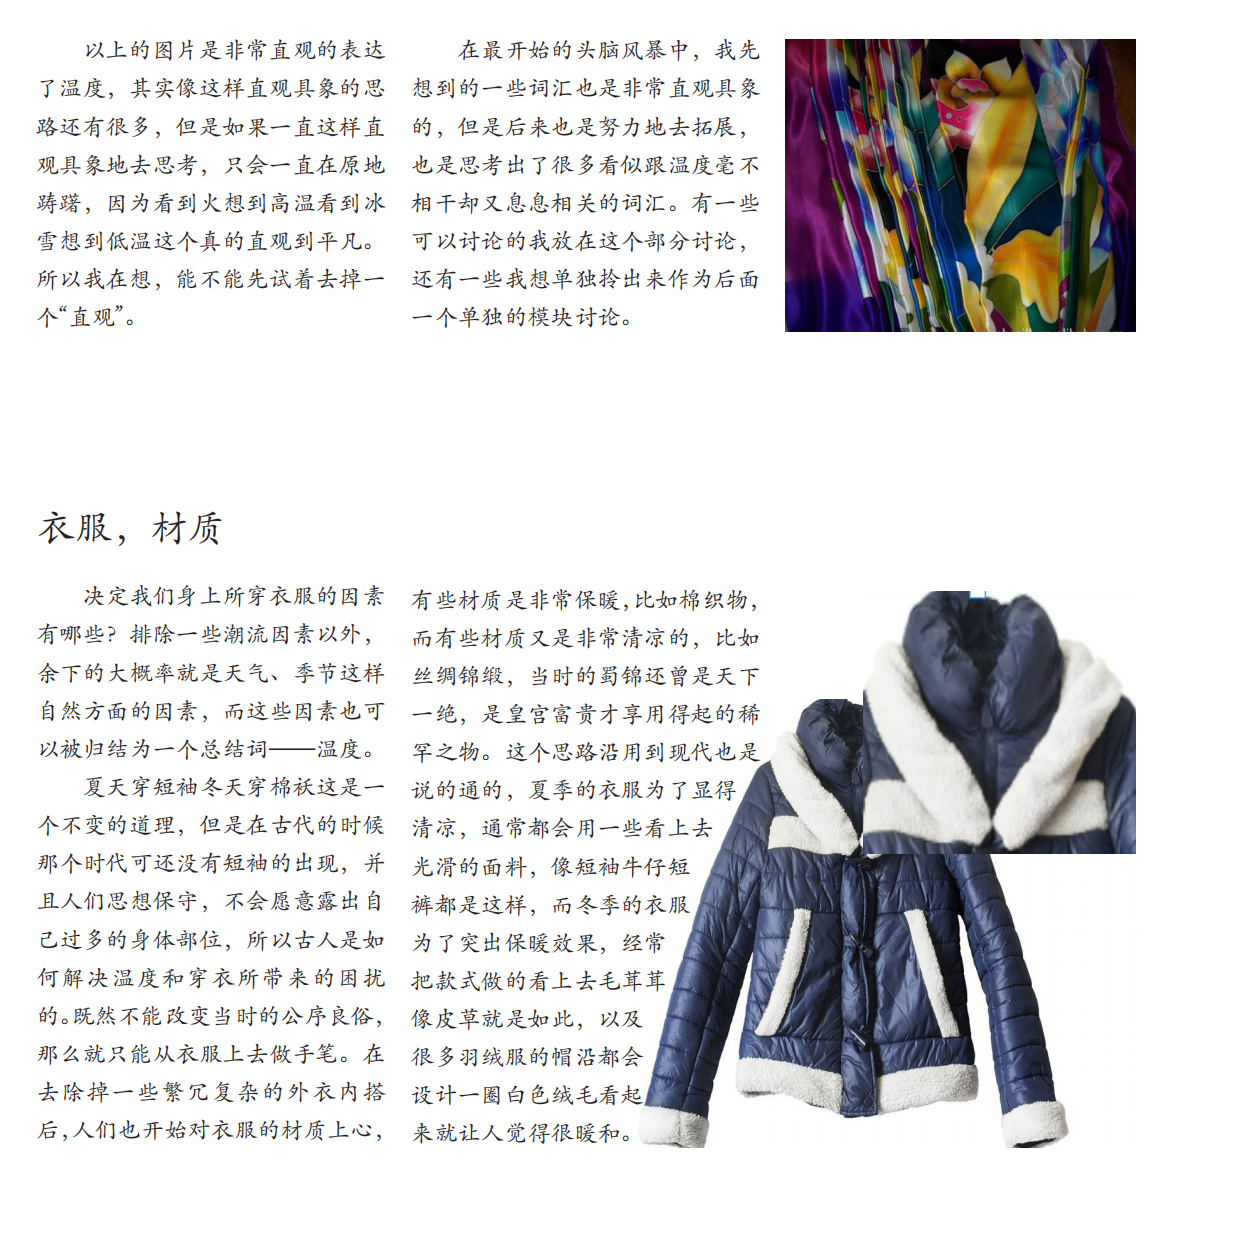 以上的图片是非常直观的表达
了温度，其实像这样直观具象的思
路还有很多，但是如果一直这样直
观具象地去思考，只会一直在原地
踌躇，因为看到火想到高温看到冰
雪想到低温这个真的直观到平凡。
所以我在想，能不能先试着去掉一
个“直观”。
在最开始的头脑风暴中，我先
想到的一些词汇也是非常直观具象
的，但是后来也是努力地去拓展，
也是思考出了很多看似跟温度毫不
相干却又息息相关的词汇。有一些
可以讨论的我放在这个部分讨论，
还有一些我想单独拎出来作为后面
一个单独的模块讨论。
衣服，材质
决定我们身上所穿衣服的因素
有哪些？排除一些潮流因素以外，
余下的大概率就是天气、季节这样
自然方面的因素，而这些因素也可
以被归结为一个总结词——温度。
夏天穿短袖冬天穿棉袄这是一
个不变的道理，但是在古代的时候
那个时代可还没有短袖的出现，并
且人们思想保守，不会愿意露出自
己过多的身体部位，所以古人是如
何解决温度和穿衣所带来的困扰
的。既然不能改变当时的公序良俗，
那么就只能从衣服上去做手笔。在
去除掉一些繁冗复杂的外衣内搭
后，人们也开始对衣服的材质上心，
有些材质是非常保暖，比如棉织物，
而有些材质又是非常清凉的，比如
丝绸锦缎，当时的蜀锦还曾是天下
一绝，是皇宫富贵才享用得起的稀
罕之物。这个思路沿用到现代也是
说的通的，夏季的衣服为了显得
清凉，通常都会用一些看上去
光滑的面料，像短袖牛仔短
裤都是这样，而冬季的衣服
为了突出保暖效果，经常
把款式做的看上去毛茸茸
像皮草就是如此，以及
很多羽绒服的帽沿都会
设计一圈白色绒毛看起
来就让人觉得很暖和。